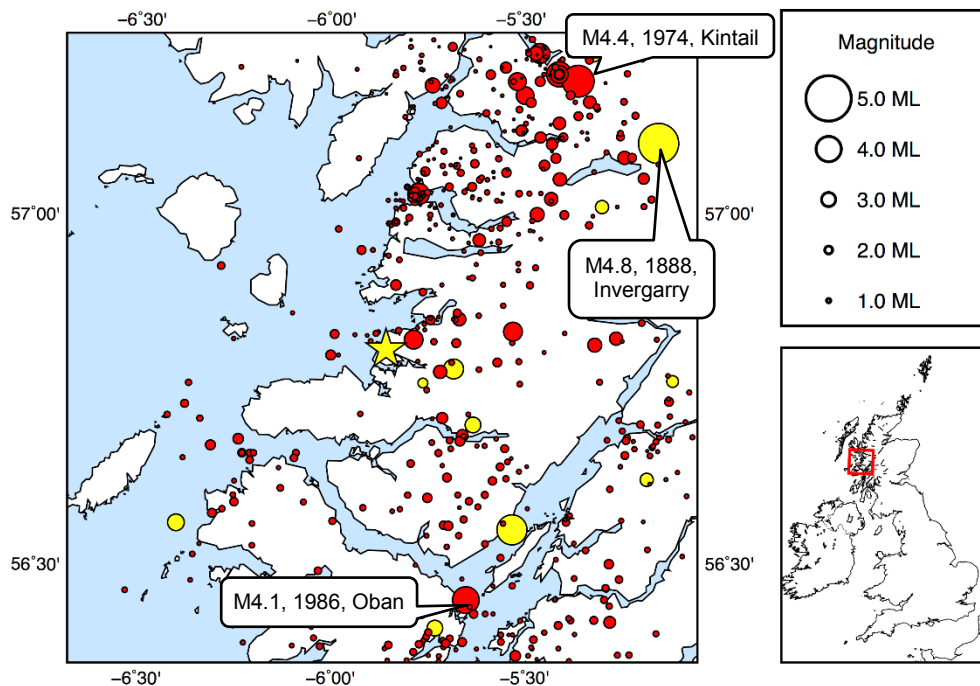 −6°30'
−6°00'
−5°30'
M4.4, 1974, Kintail
Magnitude
5.0 ML
4.0 ML
3.0 ML
2.0 ML
1.0 ML
57°00'
57°00'
M4.8, 1888,
Invergarry
56°30'
56°30'
M4.1, 1986, Oban
−6°30'
−6°00'
−5°30'